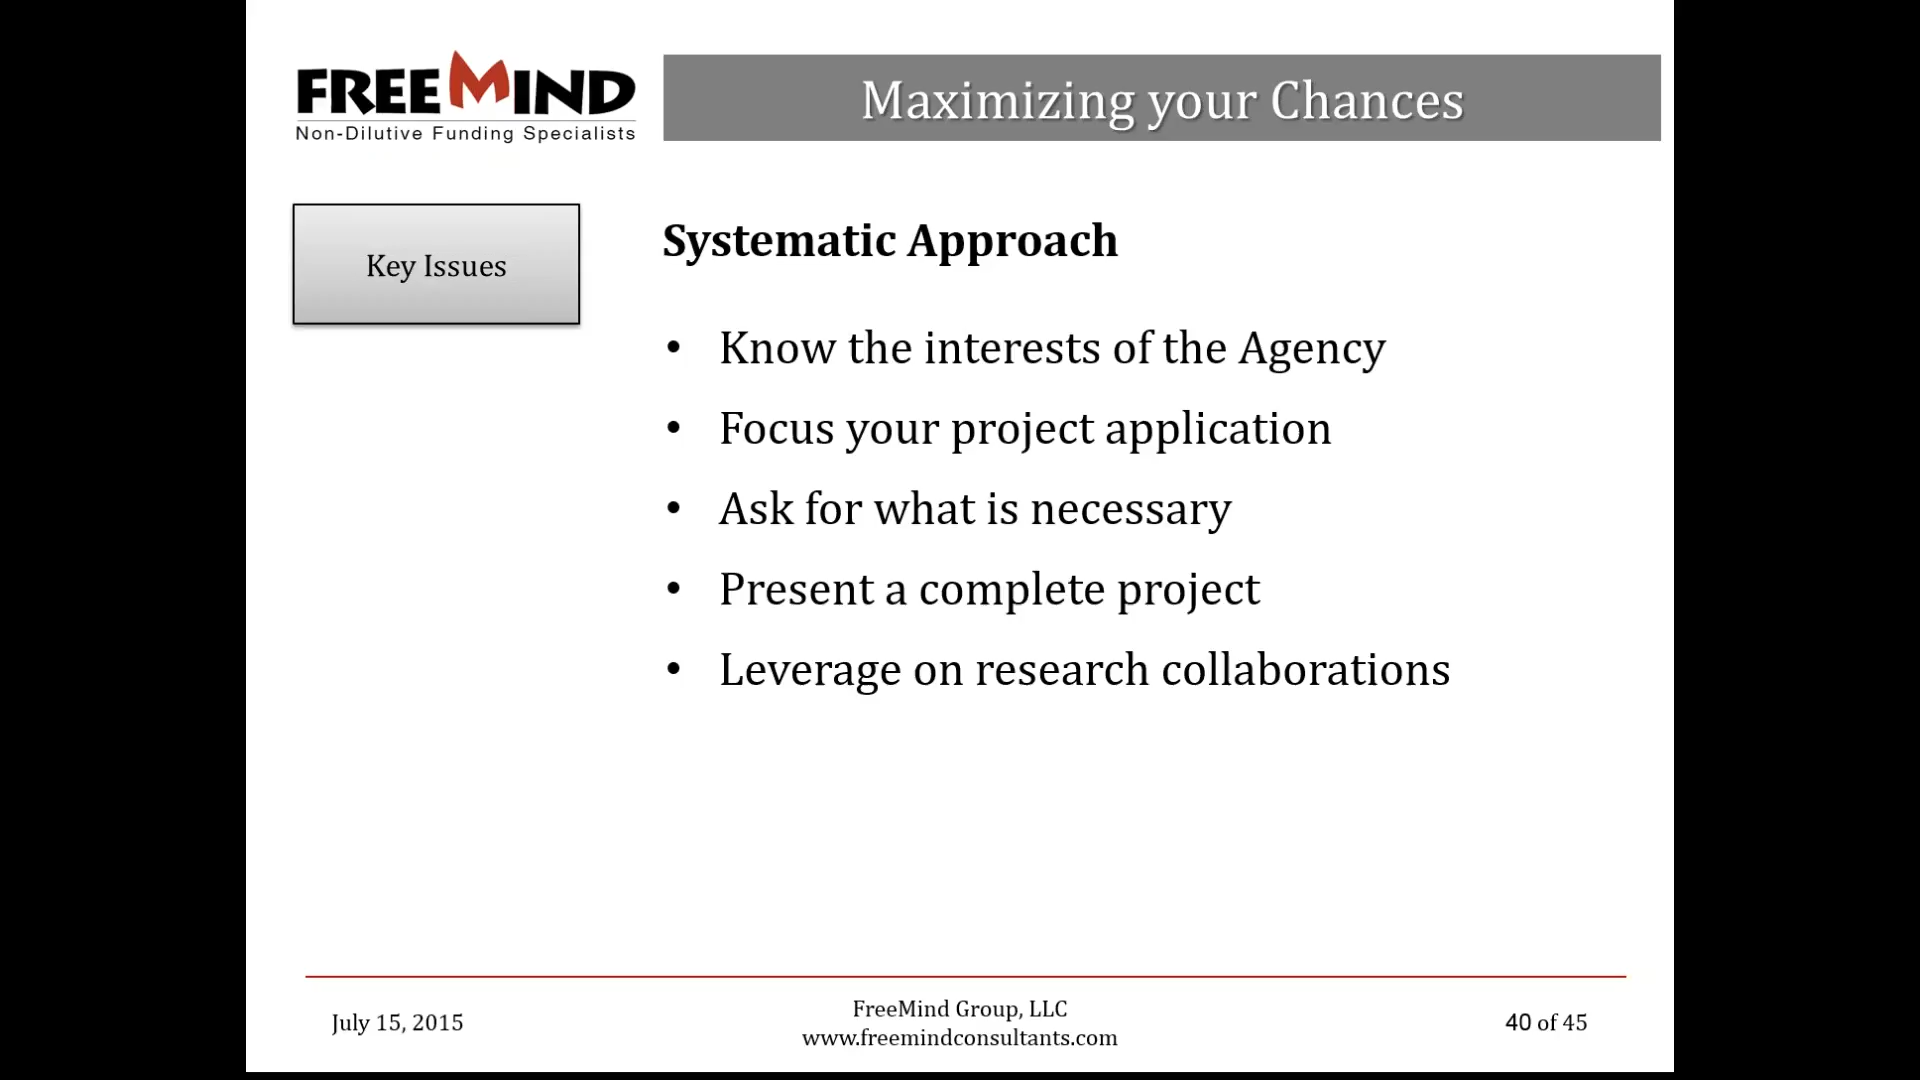 FREEMIND
Non-Dilutive Funding Specialists
Maximizing your Chances
Key Issues
Systematic Approach
• Know the interests of the Agency
• Focus your project application
• Ask for what is necessary
• Present a complete project
• Leverage on research collaborations
July 15, 2015
FreeMind Group, LLC
www.freemindconsultants.com
40 of 45